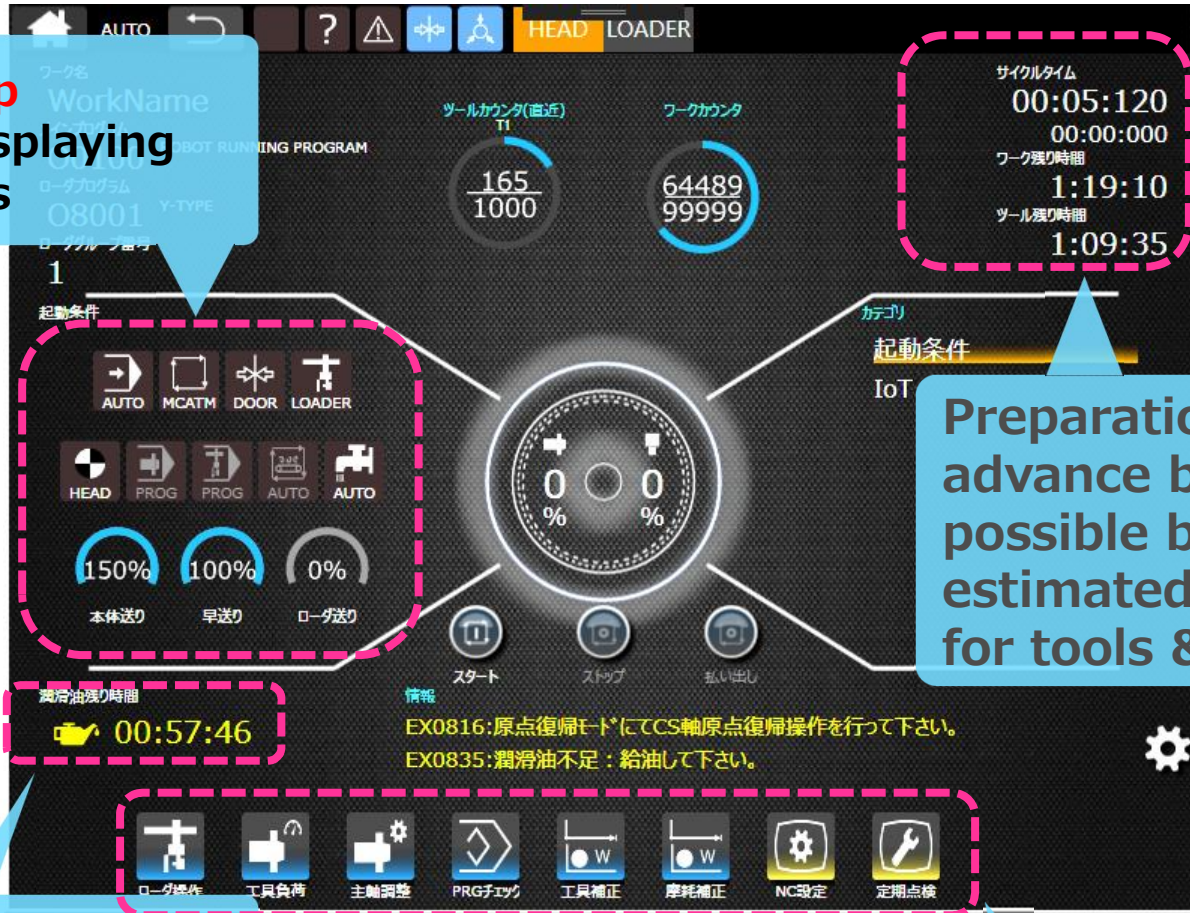 AUTO
?
HEAD
LOADER
ワーク名
WorkName
splaying
OBOT RUNNING PROGRAM
s
ローダプログラム
O8001 Y-TYPE
1
ツールカウンタ(直近)
T1
165
1000
ワークカウンタ
64489
99999
サイクルタイム
00:05:120
00:00:000
ワーク残り時間
1:19:10
ツール残り時間
1:09:35
起動条件
AUTO MCATM DOOR LOADER
HEAD PROG PROG AUTO AUTO
150% 100% 0%
本体送り 早送り ローダ送り
0 %
0 %
カテゴリ
起動条件
IoT
Preparatio
advance b
possible b
estimated
for tools &
スタート ストップ 払い出し
潤滑油残り時間
00:57:46
情報
EX0816:原点復帰モードにてCS軸原点復帰操作を行って下さい。
EX0835:潤滑油不足：給油して下さい。
ローダ操作 工具負荷 主軸調整 PRGチェック 工具補正 摩耗補正 NC設定 定期点検
W
W